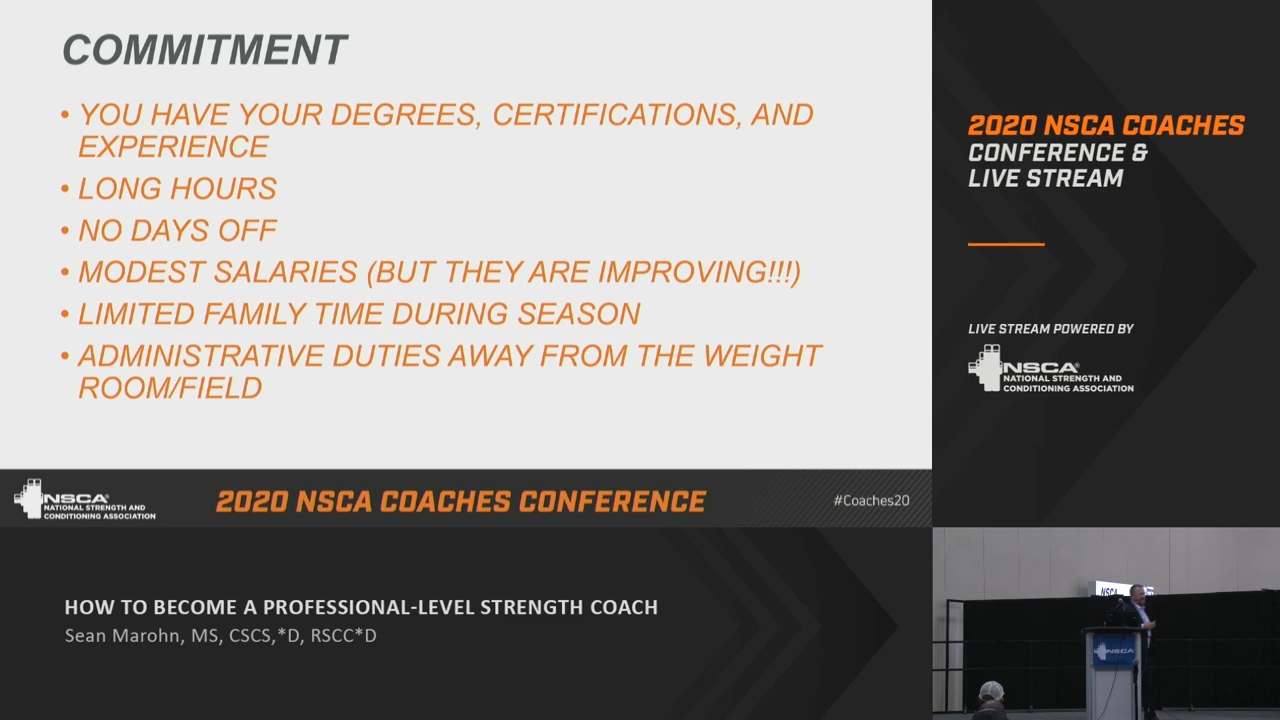 COMMITMENT
• YOU HAVE YOUR DEGREES, CERTIFICATIONS, AND
EXPERIENCE
• LONG HOURS
• NO DAYS OFF
• MODEST SALARIES (BUT THEY ARE IMPROVING!!!)
• LIMITED FAMILY TIME DURING SEASON
• ADMINISTRATIVE DUTIES AWAY FROM THE WEIGHT
ROOM/FIELD
NSCA®
NATIONAL STRENGTH AND
CONDITIONING ASSOCIATION
2020 NSCA COACHES CONFERENCE
#Coaches20
2020 NSCA COACHES
CONFERENCE &
LIVE STREAM
LIVE STREAM POWERED BY
NSCA®
NATIONAL STRENGTH AND
CONDITIONING ASSOCIATION
HOW TO BECOME A PROFESSIONAL-LEVEL STRENGTH COACH
Sean Marohn, MS, CSCS,*D, RSCC*D
NSCA
NSCA